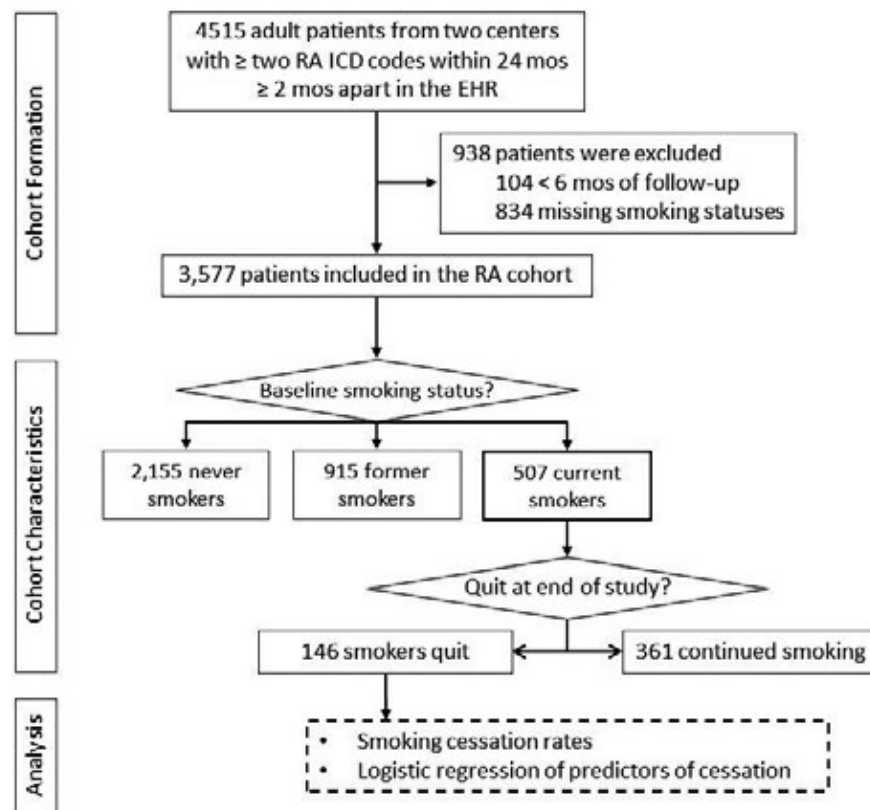 Cohort Formation
4515 adult patients from two centers
with ≥ two RA ICD codes within 24 mos
≥ 2 mos apart in the EHR
938 patients were excluded
104 < 6 mos of follow-up
834 missing smoking statuses
3,577 patients included in the RA cohort
Cohort Characteristics
Baseline smoking status?
2,155 never
smokers
915 former
smokers
507 current
smokers
Quit at end of study?
146 smokers quit
361 continued smoking
Analysis
• Smoking cessation rates
• Logistic regression of predictors of cessation